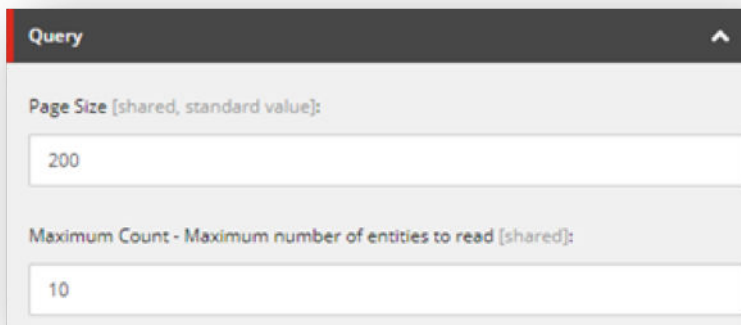 Query
Page Size [shared, standard value]:
200
Maximum Count - Maximum number of entities to read [shared]:
10